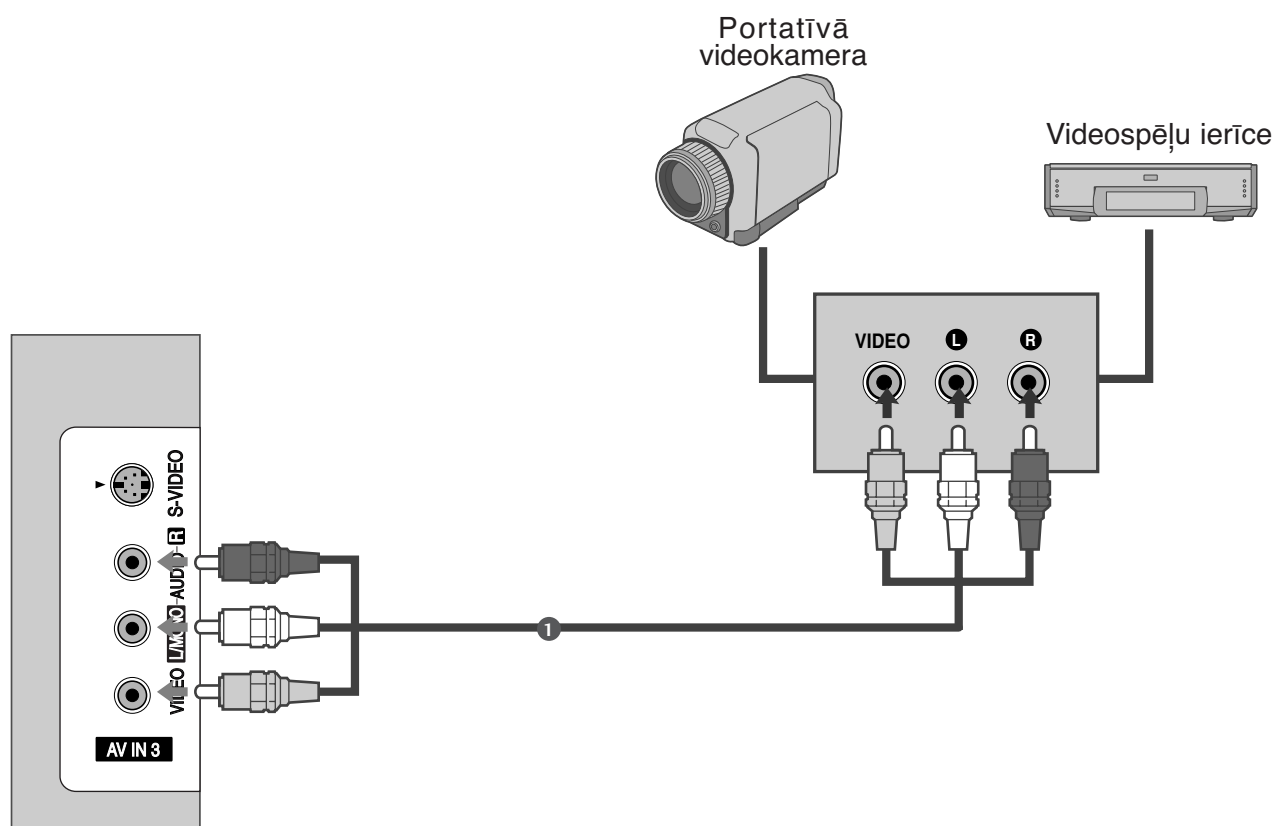 Portatīvā
videokamera
Videospēļu ierīce
VIDEO L R
S-VIDEO
VIDEO L/MONO AUDIO R
1
AV IN 3